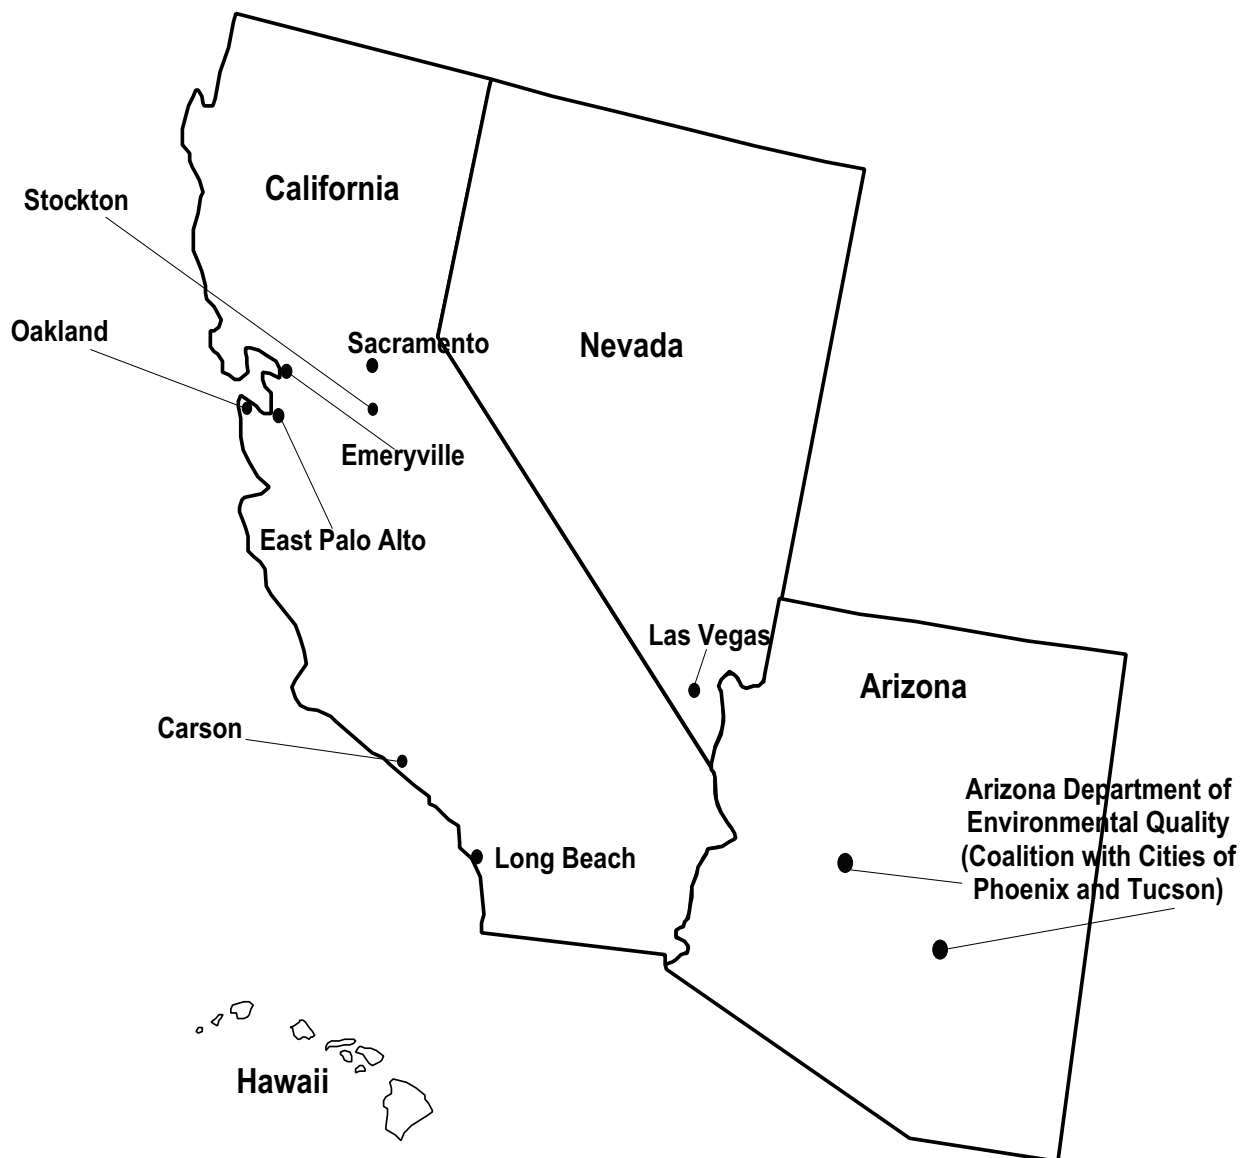 California
Stockton
Oakland
Sacramento
Nevada
Emeryville
East Palo Alto
Las Vegas
Arizona
Carson
Arizona Department of
Environmental Quality
(Coalition with Cities of
Phoenix and Tucson)
Long Beach
Hawaii